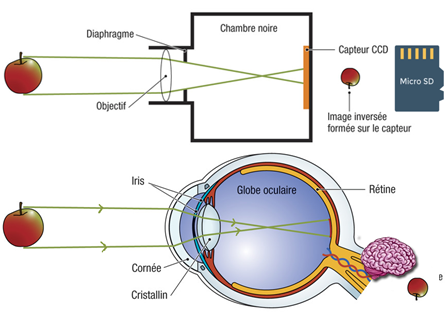 Diaphragme
Chambre noire
Capteur CCD
Micro SD
Objectif
Image inversée
formée sur le capteur
Iris
Globe oculaire
Rétine
Cornée
Cristallin
e